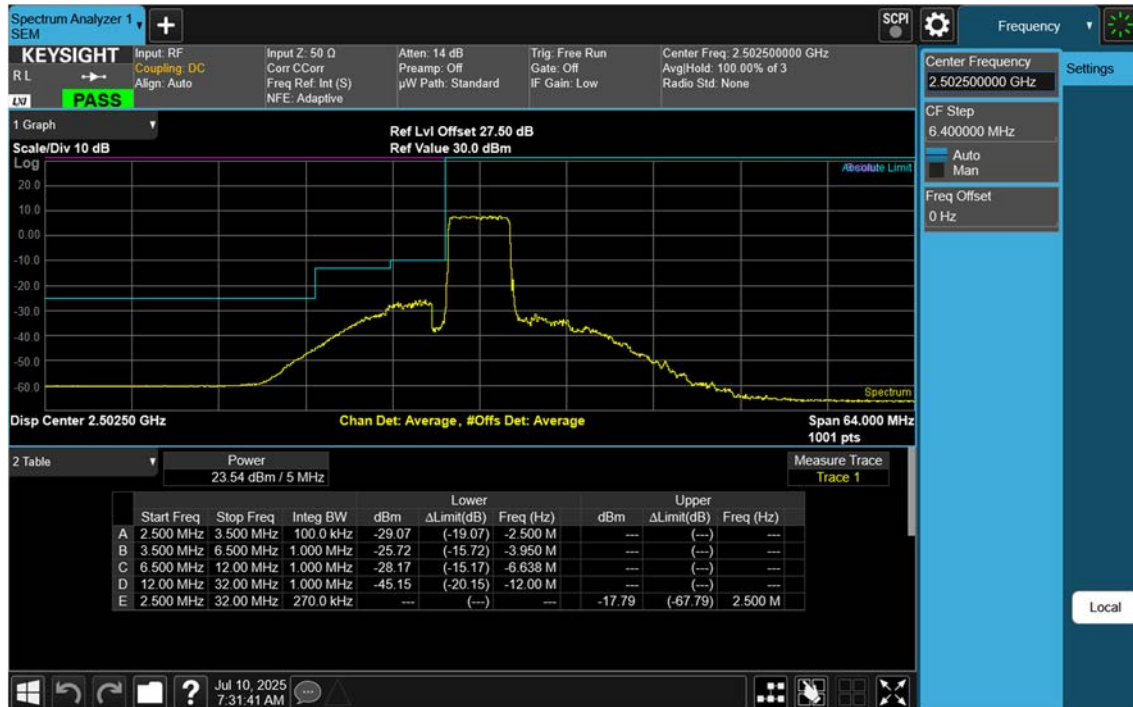 Spectrum Analyzer 1
SEM
+
SCPI
Frequency
KEYSIGHT
R L
LXI
PASS
Input: RF
Coupling: DC
Align: Auto
Input Z: 50 Ω
Corr CCorr
Freq Ref: Int (S)
NFE: Adaptive
Atten: 14 dB
Preamp: Off
µW Path: Standard
Trig: Free Run
Gate: Off
IF Gain: Low
Center Freq: 2.502500000 GHz
Avg|Hold: 100.00% of 3
Radio Std: None
Center Frequency
2.502500000 GHz
Settings
CF Step
6.400000 MHz
Auto
Man
Freq Offset
0 Hz
Local
1 Graph
Scale/Div 10 dB
Ref Lvl Offset 27.50 dB
Ref Value 30.0 dBm
Log
Absolute Limit
20.0
10.0
0.00
-10.0
-20.0
-30.0
-40.0
-50.0
-60.0
Spectrum
Disp Center 2.50250 GHz
Chan Det: Average, #Offs Det: Average
Span 64.000 MHz
1001 pts
2 Table
Power
23.54 dBm / 5 MHz
Measure Trace
Trace 1
Lower Upper
Start Freq Stop Freq Integ BW dBm ΔLimit(dB) Freq (Hz) dBm ΔLimit(dB) Freq (Hz)
A 2.500 MHz 3.500 MHz 100.0 kHz -29.07 (-19.07) -2.500 M --- (---) ---
B 3.500 MHz 6.500 MHz 1.000 MHz -25.72 (-15.72) -3.950 M --- (---) ---
C 6.500 MHz 12.00 MHz 1.000 MHz -28.17 (-15.17) -6.638 M --- (---) ---
D 12.00 MHz 32.00 MHz 1.000 MHz -45.15 (-20.15) -12.00 M --- (---) ---
E 2.500 MHz 32.00 MHz 270.0 kHz --- (---) --- -17.79 (-67.79) 2.500 M
?
Jul 10, 2025
7:31:41 AM